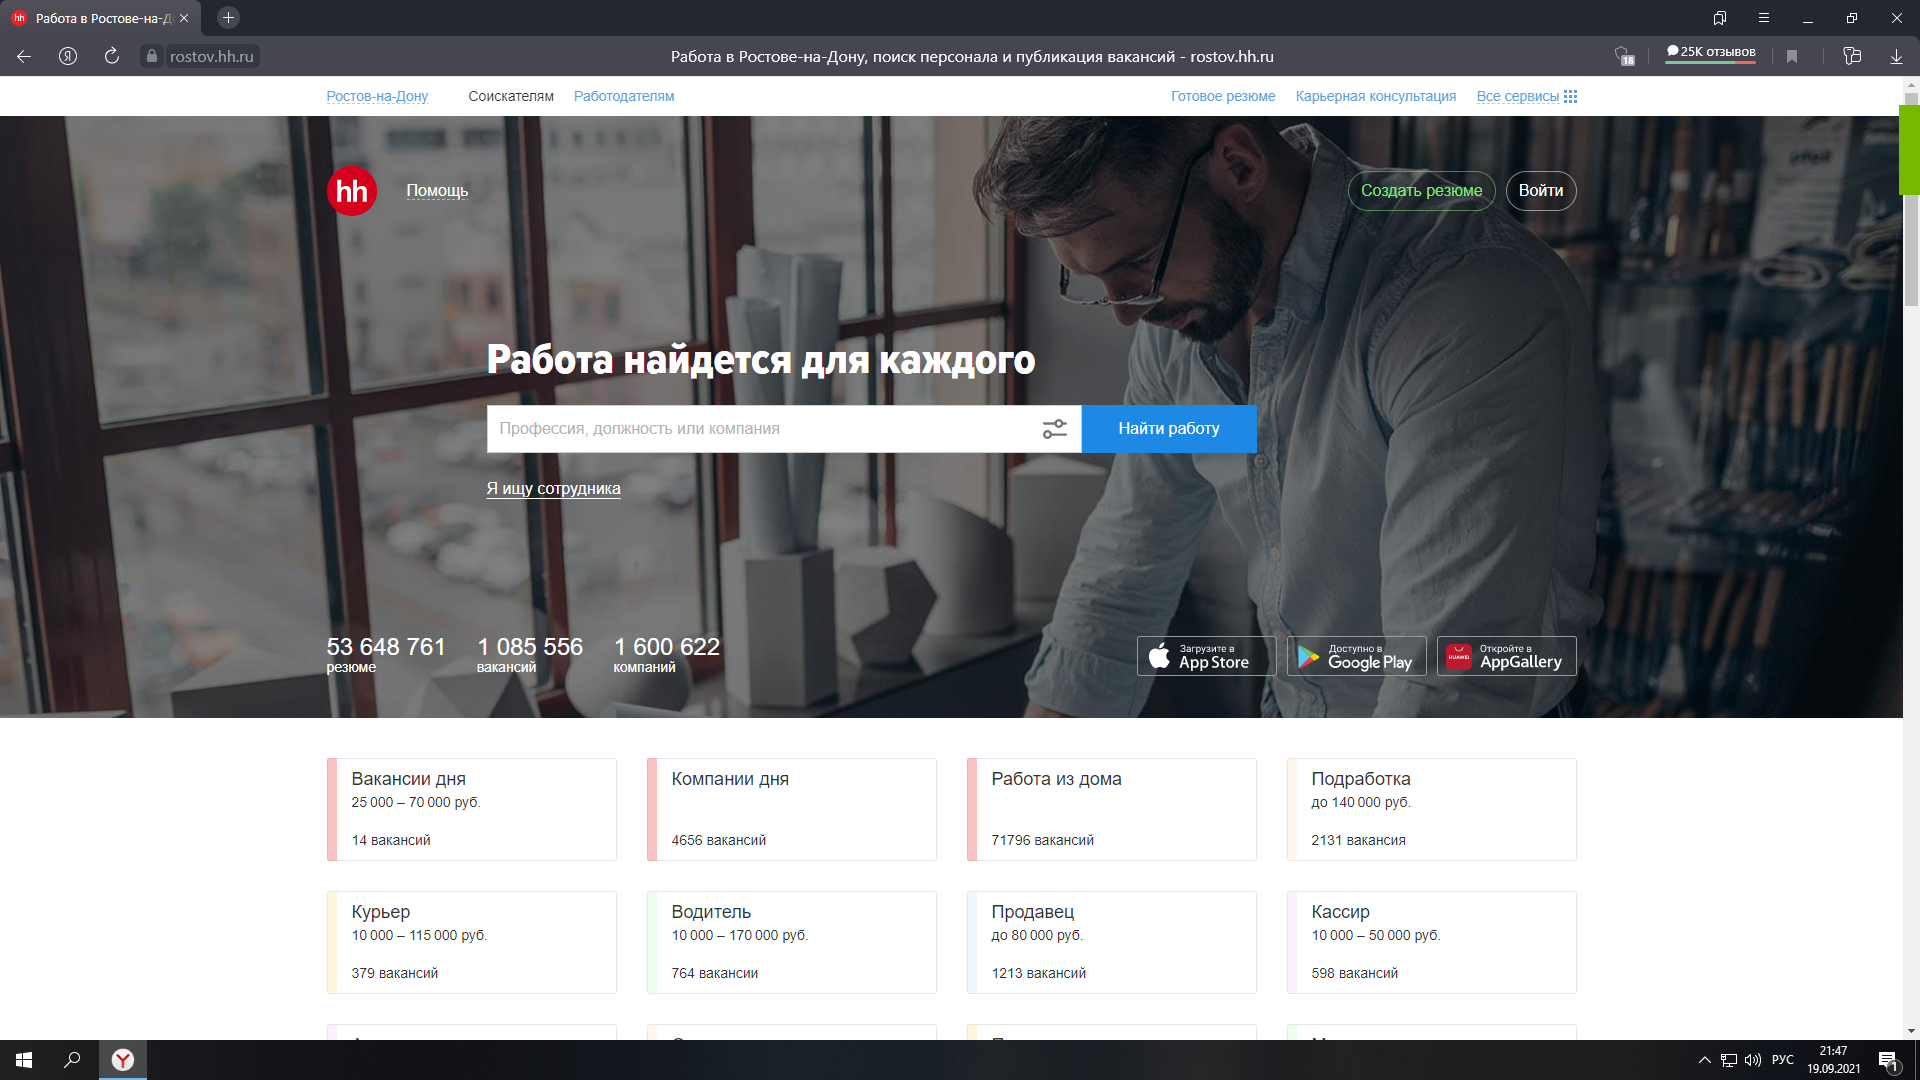 hh Работа в Ростове-на-Д
rostov.hh.ru
Работа в Ростове-на-Дону, поиск персонала и публикация вакансий - rostov.hh.ru
18
25K отзывов
Ростов-на-Дону Соискателям Работодателям
Готовое резюме Карьерная консультация Все сервисы
hh Помощь
Создать резюме Войти
Работа найдется для каждого
Профессия, должность или компания
Найти работу
Я ищу сотрудника
53 648 761 1 085 556 1 600 622
резюме вакансий компаний
Загрузите в
App Store
Доступно в
Google Play
HUAWEI
Откройте в
AppGallery
Вакансии дня
25 000 – 70 000 руб.
14 вакансий
Компании дня
4656 вакансий
Работа из дома
71796 вакансий
Подработка
до 140 000 руб.
2131 вакансия
Курьер
10 000 – 115 000 руб.
379 вакансий
Водитель
10 000 – 170 000 руб.
764 вакансии
Продавец
до 80 000 руб.
1213 вакансий
Кассир
10 000 – 50 000 руб.
598 вакансий
РУС
21:47
19.09.2021
1